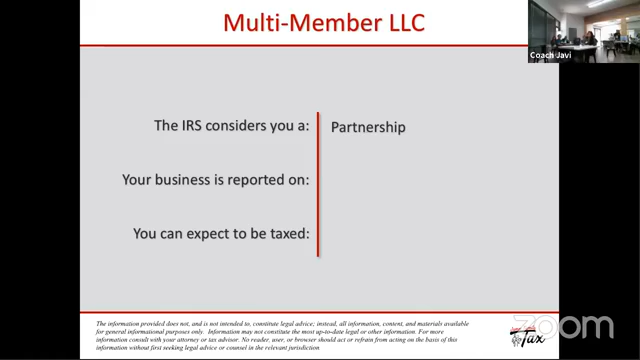 Multi-Member LLC
Coach Javi
The IRS considers you a:
Partnership
Your business is reported on:
You can expect to be taxed:
The information provided does not, and is not intended to, constitute legal advice; instead, all information, content, and materials available
for general informational purposes only. Information may not constitute the most up-to-date legal or other information. For more
information consult with your attorney or tax advisor. No reader, user, or browser should act or refrain from acting on the basis of this
information without first seeking legal advice or counsel in the relevant jurisdiction
Tax
zoom